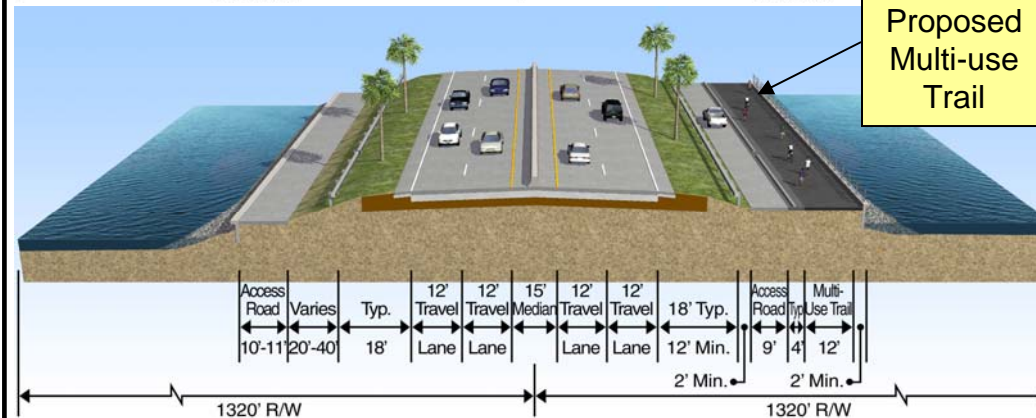 Proposed
Multi-use
Trail
Access Road 10'-11'
Varies 20'-40'
Typ. 18'
12' Travel Lane
12' Travel Lane
15' Median
12' Travel Lane
12' Travel Lane
18' Typ. 12' Min.
2' Min.
Access Road 9'
Typ 4'
Multi-Use Trail 12'
2' Min.
1320' R/W
1320' R/W